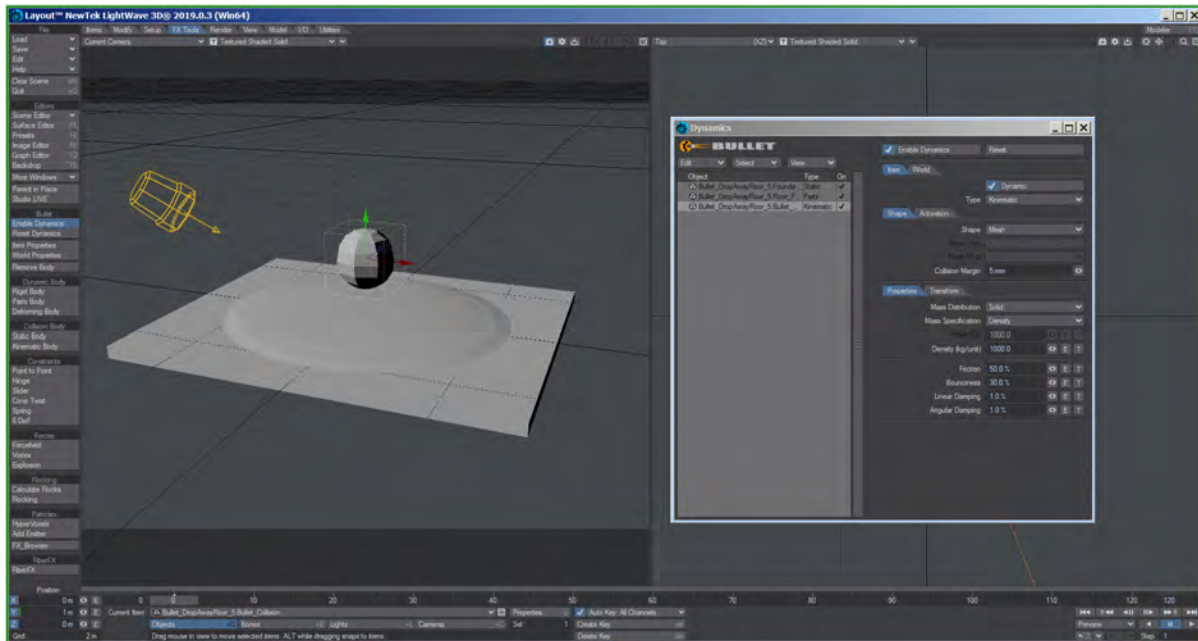 Layout™ NewTek LightWave 3D® 2019.0.3 (Win64)
File
Items Modify Setup FX Tools Render View Model I/O Utilities
Modeler
Load
Save
Edit
Help
Current Camera
Textured Shaded Solid
Top
(XZ)
Textured Shaded Solid
Clear Scene
Quit
Editors
Scene Editor
Surface Editor
Presets
Image Editor
Graph Editor
Backdrop
More Windows
Parent in Place
Studio LIVE
Bullet
Enable Dynamics
Reset Dynamics
Item Properties
World Properties
Remove Body
Dynamic Body
Rigid Body
Parts Body
Deforming Body
Collision Body
Static Body
Kinematic Body
Constraints
Point to Point
Hinge
Slider
Cone Twist
Spring
6 DoF
Forces
Forcefield
Vortex
Explosion
Flocking
Calculate Flocks
Flocking
Particles
HyperVoxels
Add Emitter
FX_Browser
FiberFX
FiberFX
Dynamics
BULLET
Edit Select View
Object Type On
Bullet_DropAwayFloor_S:Founda... Static
Bullet_DropAwayFloor_S:Floor_P... Parts
Bullet_DropAwayFloor_S:Bullet_... Kinematic
Enable Dynamics Reset
Item World
Dynamic
Type Kinematic
Shape Activation
Shape Mesh
Collision Margin 5 mm
Properties Transform
Mass Distribution Solid
Mass Specification Density
1000.0
Density (kg/unit) 1000.0 E T
Friction 50.0 % E T
Bounciness 30.0 % E T
Linear Damping 1.0 % E T
Angular Damping 1.0 % E T
Position
X 0 m E
Y 1 m E
Z 0 m E
Grid: 2 m
0 0 10 20 30 40 50 60 70 80 90 100 110 120 120
Current Item Bullet_DropAwayFloor_S:Bullet_Collision Properties Auto Key: All Channels
Objects Bones Lights Cameras Sel: 1 Create Key
Drag mouse in view to move selected items. ALT while dragging snaps to items. Delete Key
Preview
Step 1